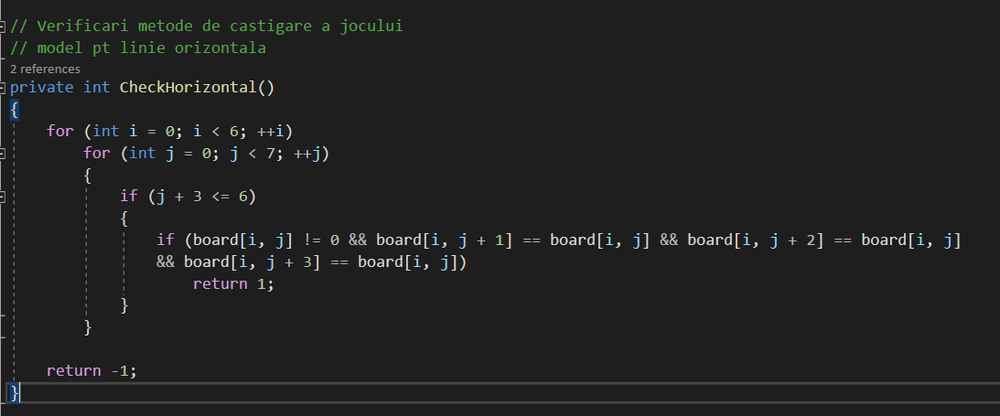 // Verificari metode de castigare a jocului
// model pt linie orizontala
2 references
private int CheckHorizontal()
{
for (int i = 0; i < 6; ++i)
for (int j = 0; j < 7; ++j)
{
if (j + 3 <= 6)
{
if (board[i, j] != 0 && board[i, j + 1] == board[i, j] && board[i, j + 2] == board[i, j]
&& board[i, j + 3] == board[i, j])
return 1;
}
}
return -1;
}